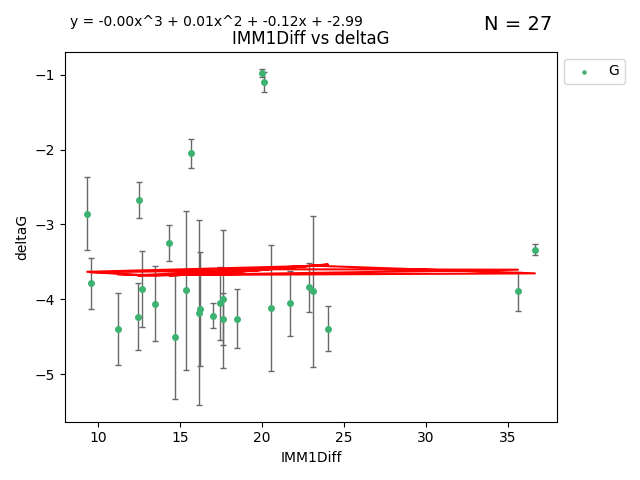 y = -0.00x^3 + 0.01x^2 + -0.12x + -2.99
N = 27
IMM1Diff vs deltaG
G
−1
−2
−3
−4
−5
deltaG
10 15 20 25 30 35
IMM1Diff